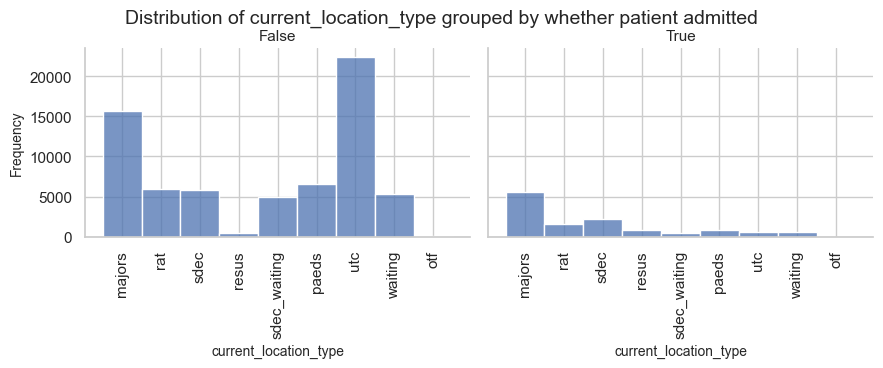 Distribution of current_location_type grouped by whether patient admitted
False
True
Frequency
20000
15000
10000
5000
0
majors
rat
sdec
resus
sdec_waiting
paeds
utc
waiting
otf
majors
rat
sdec
resus
sdec_waiting
paeds
utc
waiting
otf
current_location_type
current_location_type